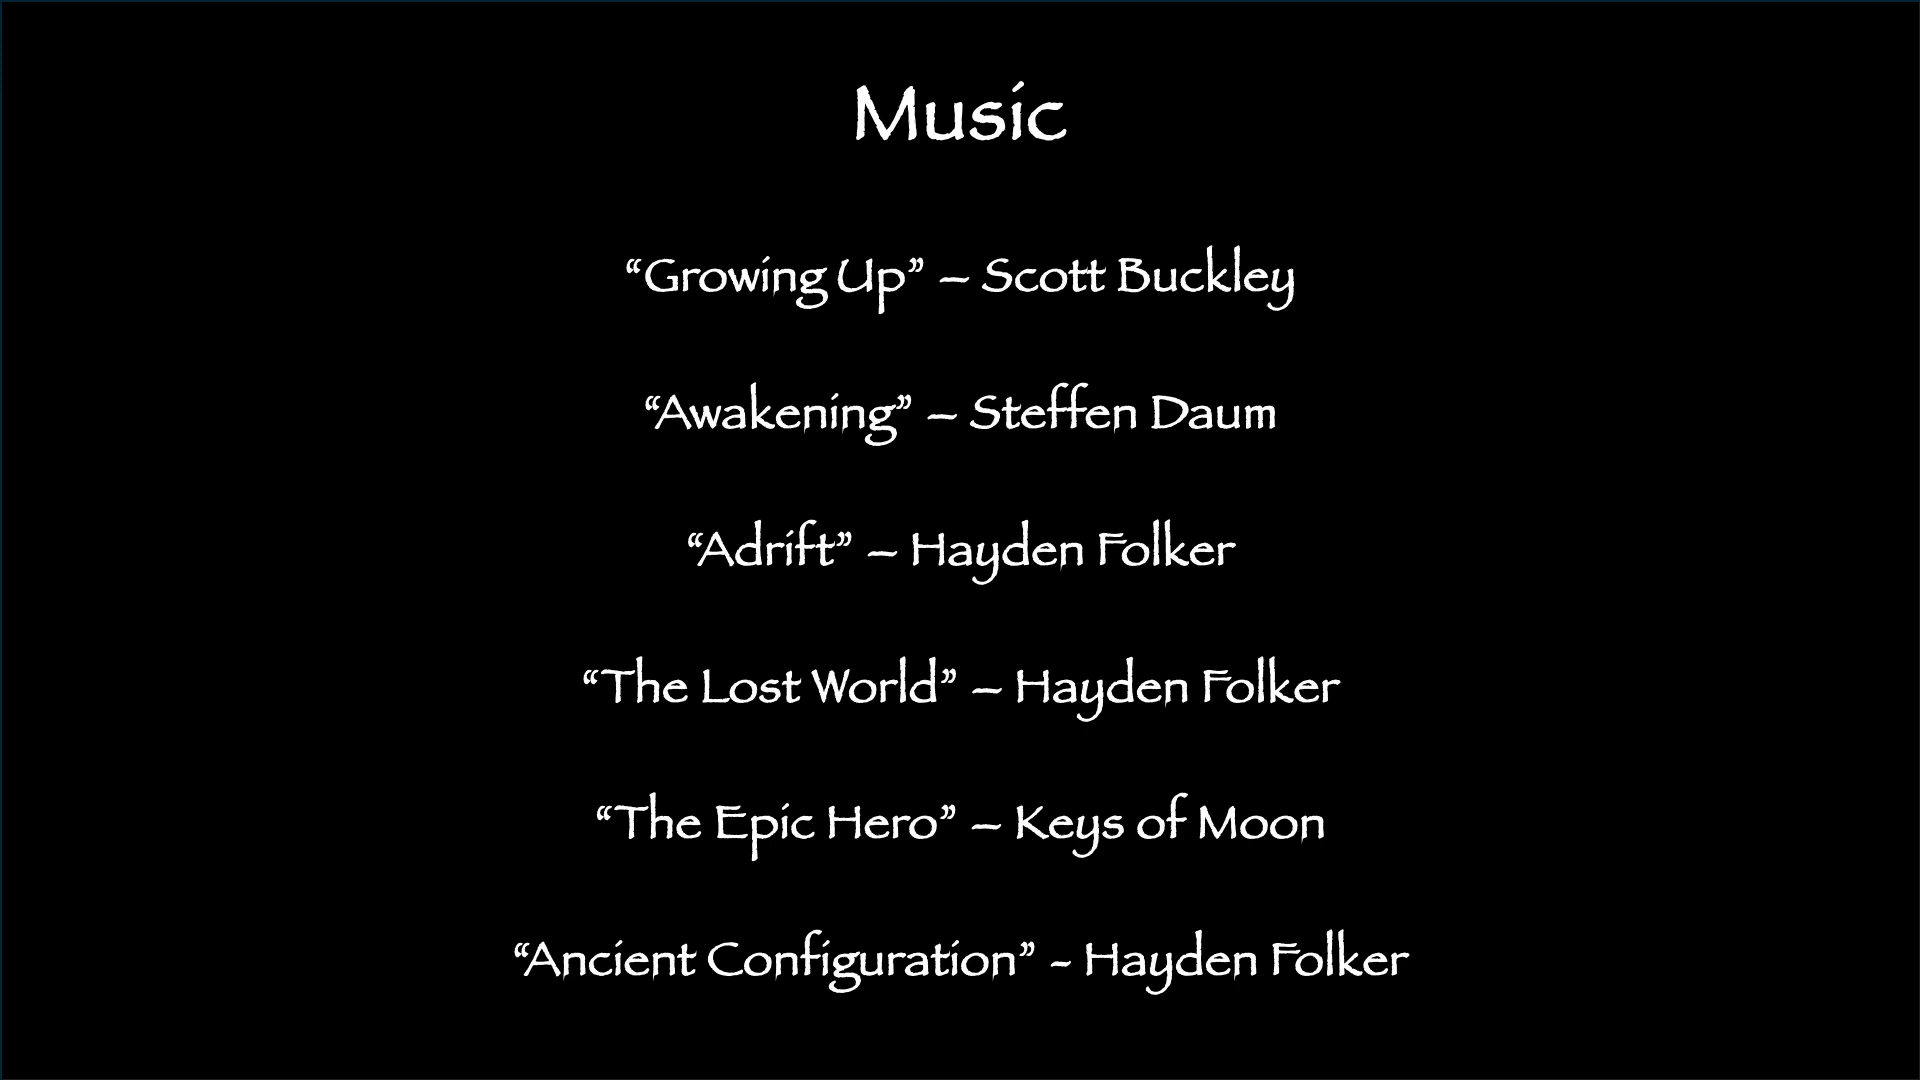 Music
“Growing Up” – Scott Buckley
“Awakening” – Steffen Daum
“Adrift” – Hayden Folker
“The Lost World” – Hayden Folker
“The Epic Hero” – Keys of Moon
“Ancient Configuration” - Hayden Folker